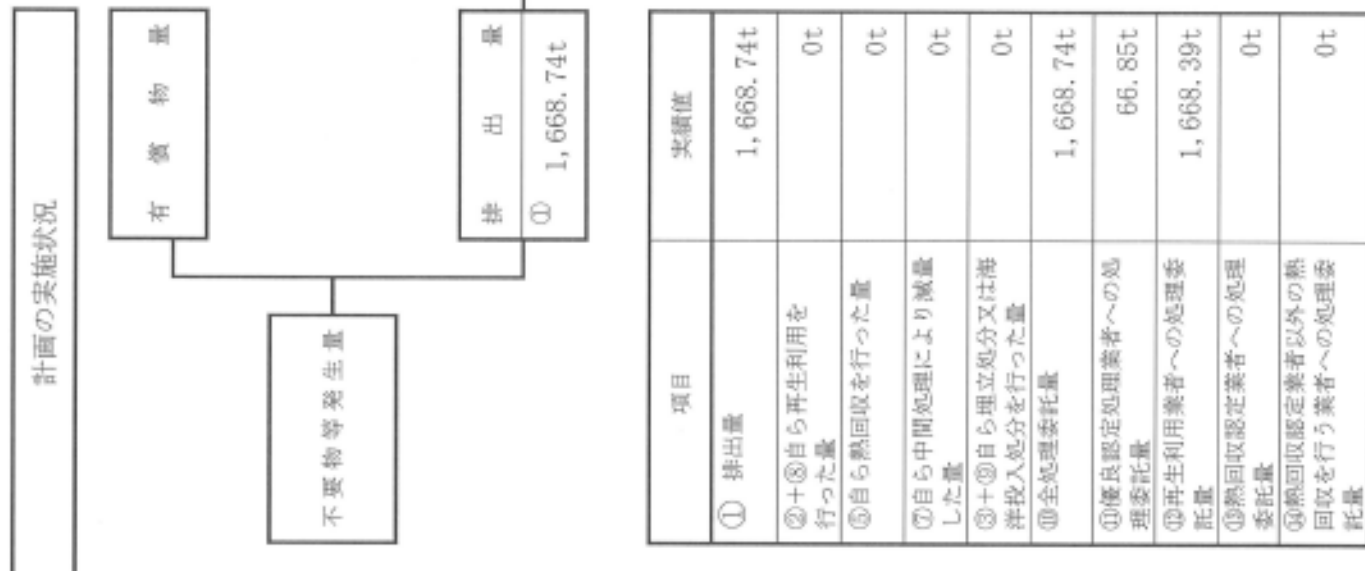 計画の実施状況
有償物量
不要物等発生量
排出量
①
1,668.74t
項目 実績値
① 排出量 1,668.74t
②+⑧自ら再生利用を
行った量 0t
⑤自ら熱回収を行った量 0t
⑦自ら中間処理により減量
した量 0t
③+⑨自ら埋立処分又は海
洋投入処分を行った量 0t
⑩全処理委託量 1,668.74t
⑪優良認定処理業者への処
理委託量 66.85t
⑫再生利用業者への処理委
託量 1,668.39t
⑬熱回収認定業者への処理
委託量 0t
⑭熱回収認定業者以外の熱
回収を行う業者への処理委
託量 0t